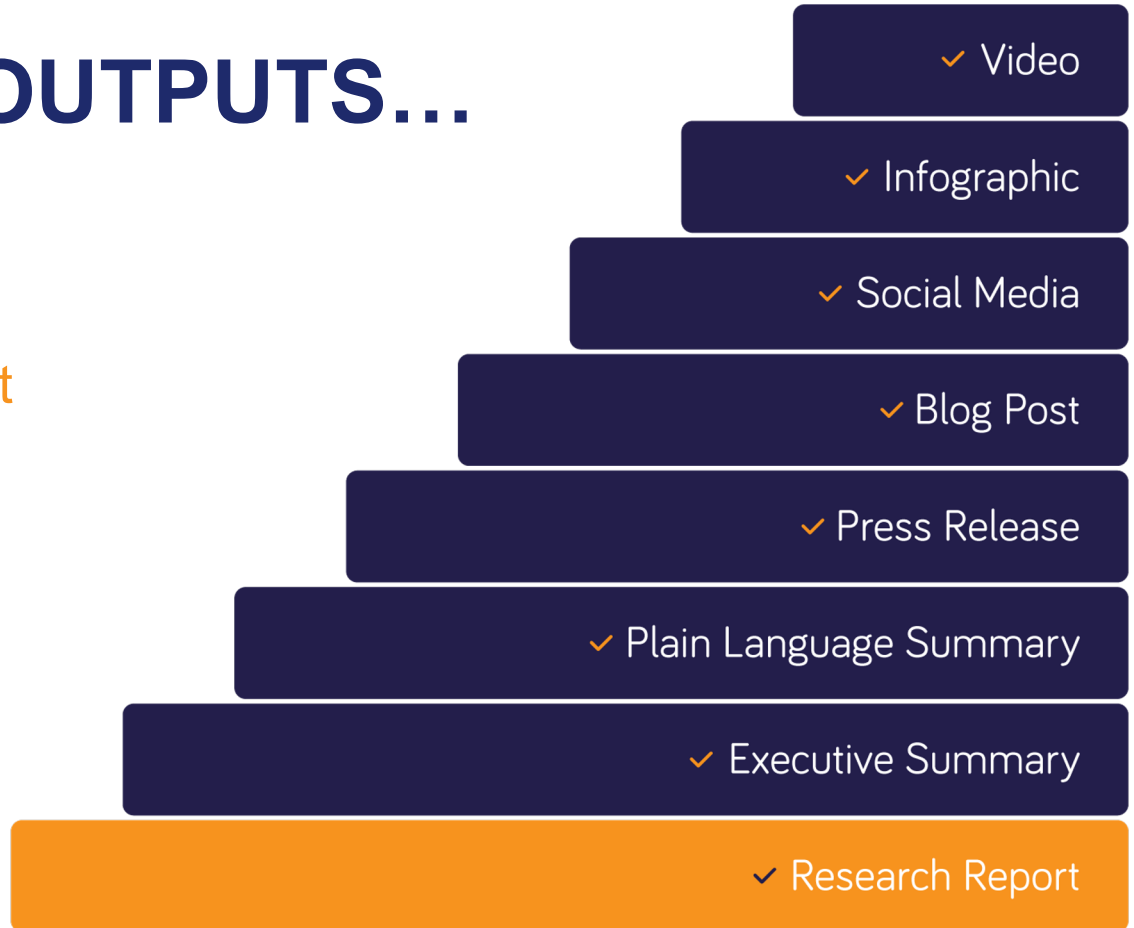 OUTPUTS...
t
✓ Video
✓ Infographic
✓ Social Media
✓ Blog Post
✓ Press Release
✓ Plain Language Summary
✓ Executive Summary
✓ Research Report